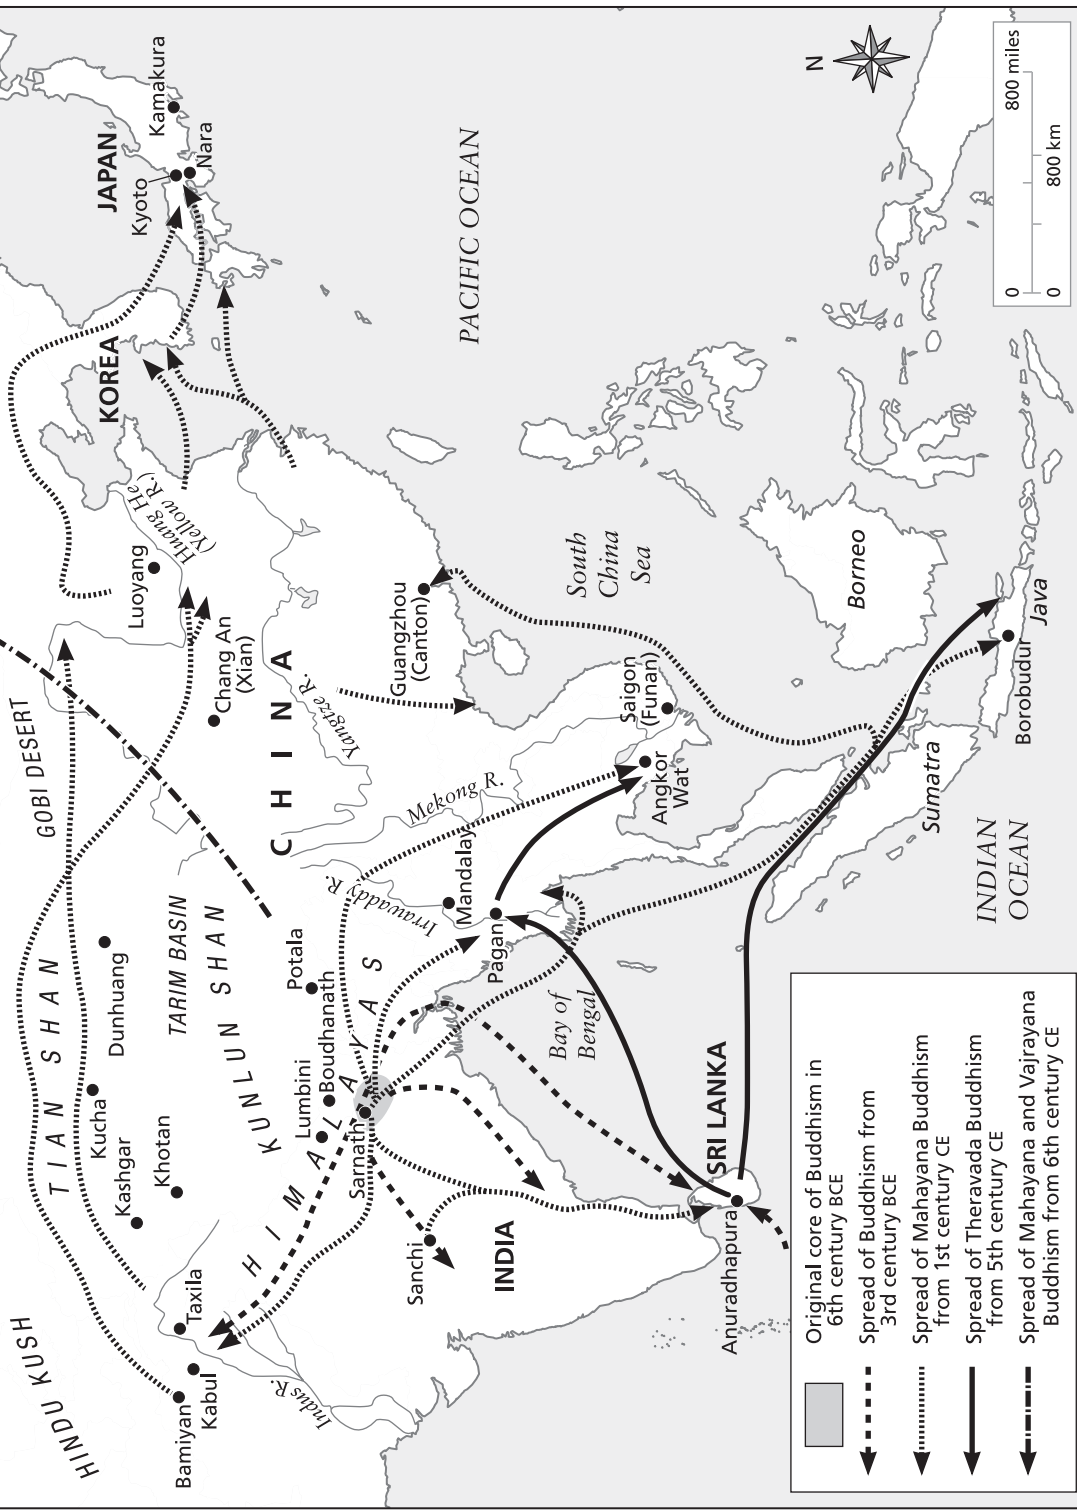 HINDU KUSH
TIAN SHAN
GOBI DESERT
TARIM BASIN
KUNLUN SHAN
HIMALAYAS
Bamiyan
Kabul
Taxila
Indus R.
Kashgar
Kucha
Khotan
Dunhuang
Potala
Boudhanath
Lumbini
Sarnath
Sanchi
INDIA
Anuradhapura
SRI LANKA
Bay of
Bengal
Pagan
Mandalay
Irrawaddy R.
Mekong R.
Yangtze R.
CHINA
Chang An
(Xian)
Luoyang
Huang He
(Yellow R.)
Guangzhou
(Canton)
KOREA
JAPAN
Kyoto
Nara
Kamakura
PACIFIC OCEAN
South
China
Sea
Saigon
(Funan)
Angkor
Wat
Borneo
Sumatra
Java
Borobudur
INDIAN
OCEAN
N
0
800 miles
0
800 km
Original core of Buddhism in
6th century BCE
Spread of Buddhism from
3rd century BCE
Spread of Mahayana Buddhism
from 1st century CE
Spread of Theravada Buddhism
from 5th century CE
Spread of Mahayana and Vajrayana
Buddhism from 6th century CE